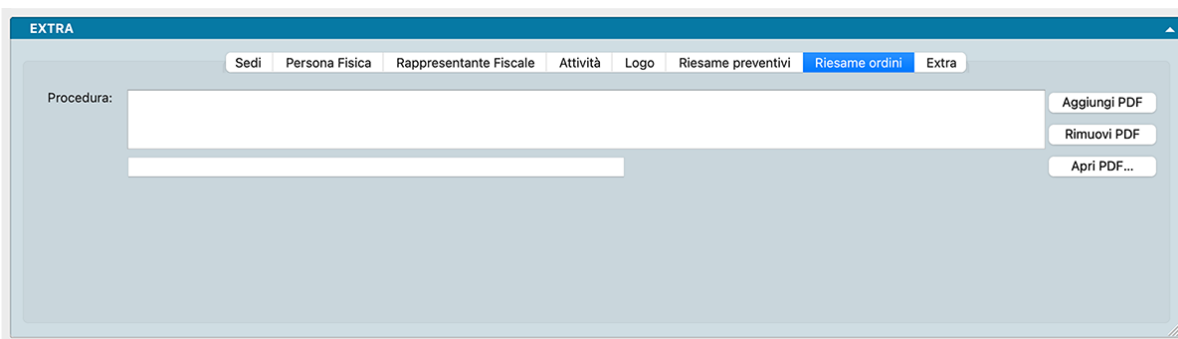 EXTRA
Sedi Persona Fisica Rappresentante Fiscale Attività Logo Riesame preventivi Riesame ordini Extra
Procedura: Aggiungi PDF
Rimuovi PDF
Apri PDF...